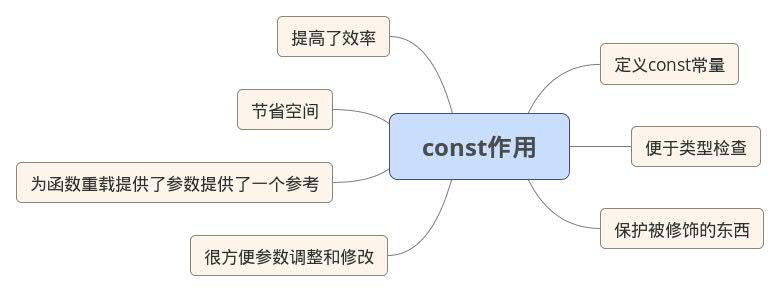 提高了效率
定义const常量
节省空间
const作用
便于类型检查
为函数重载提供了参数提供了一个参考
保护被修饰的东西
很方便参数调整和修改